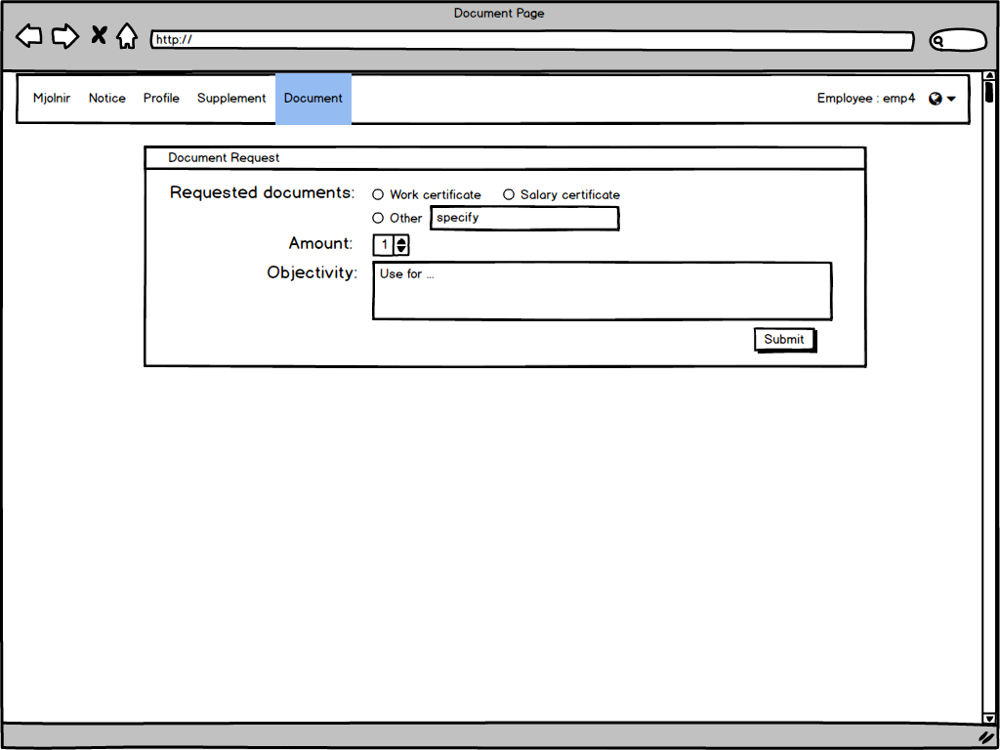 Document Page
http://
Mjolnir Notice Profile Supplement Document Employee : emp4
Document Request
Requested documents: Work certificate Salary certificate
Other specify
Amount: 1
Objectivity: Use for ...
Submit